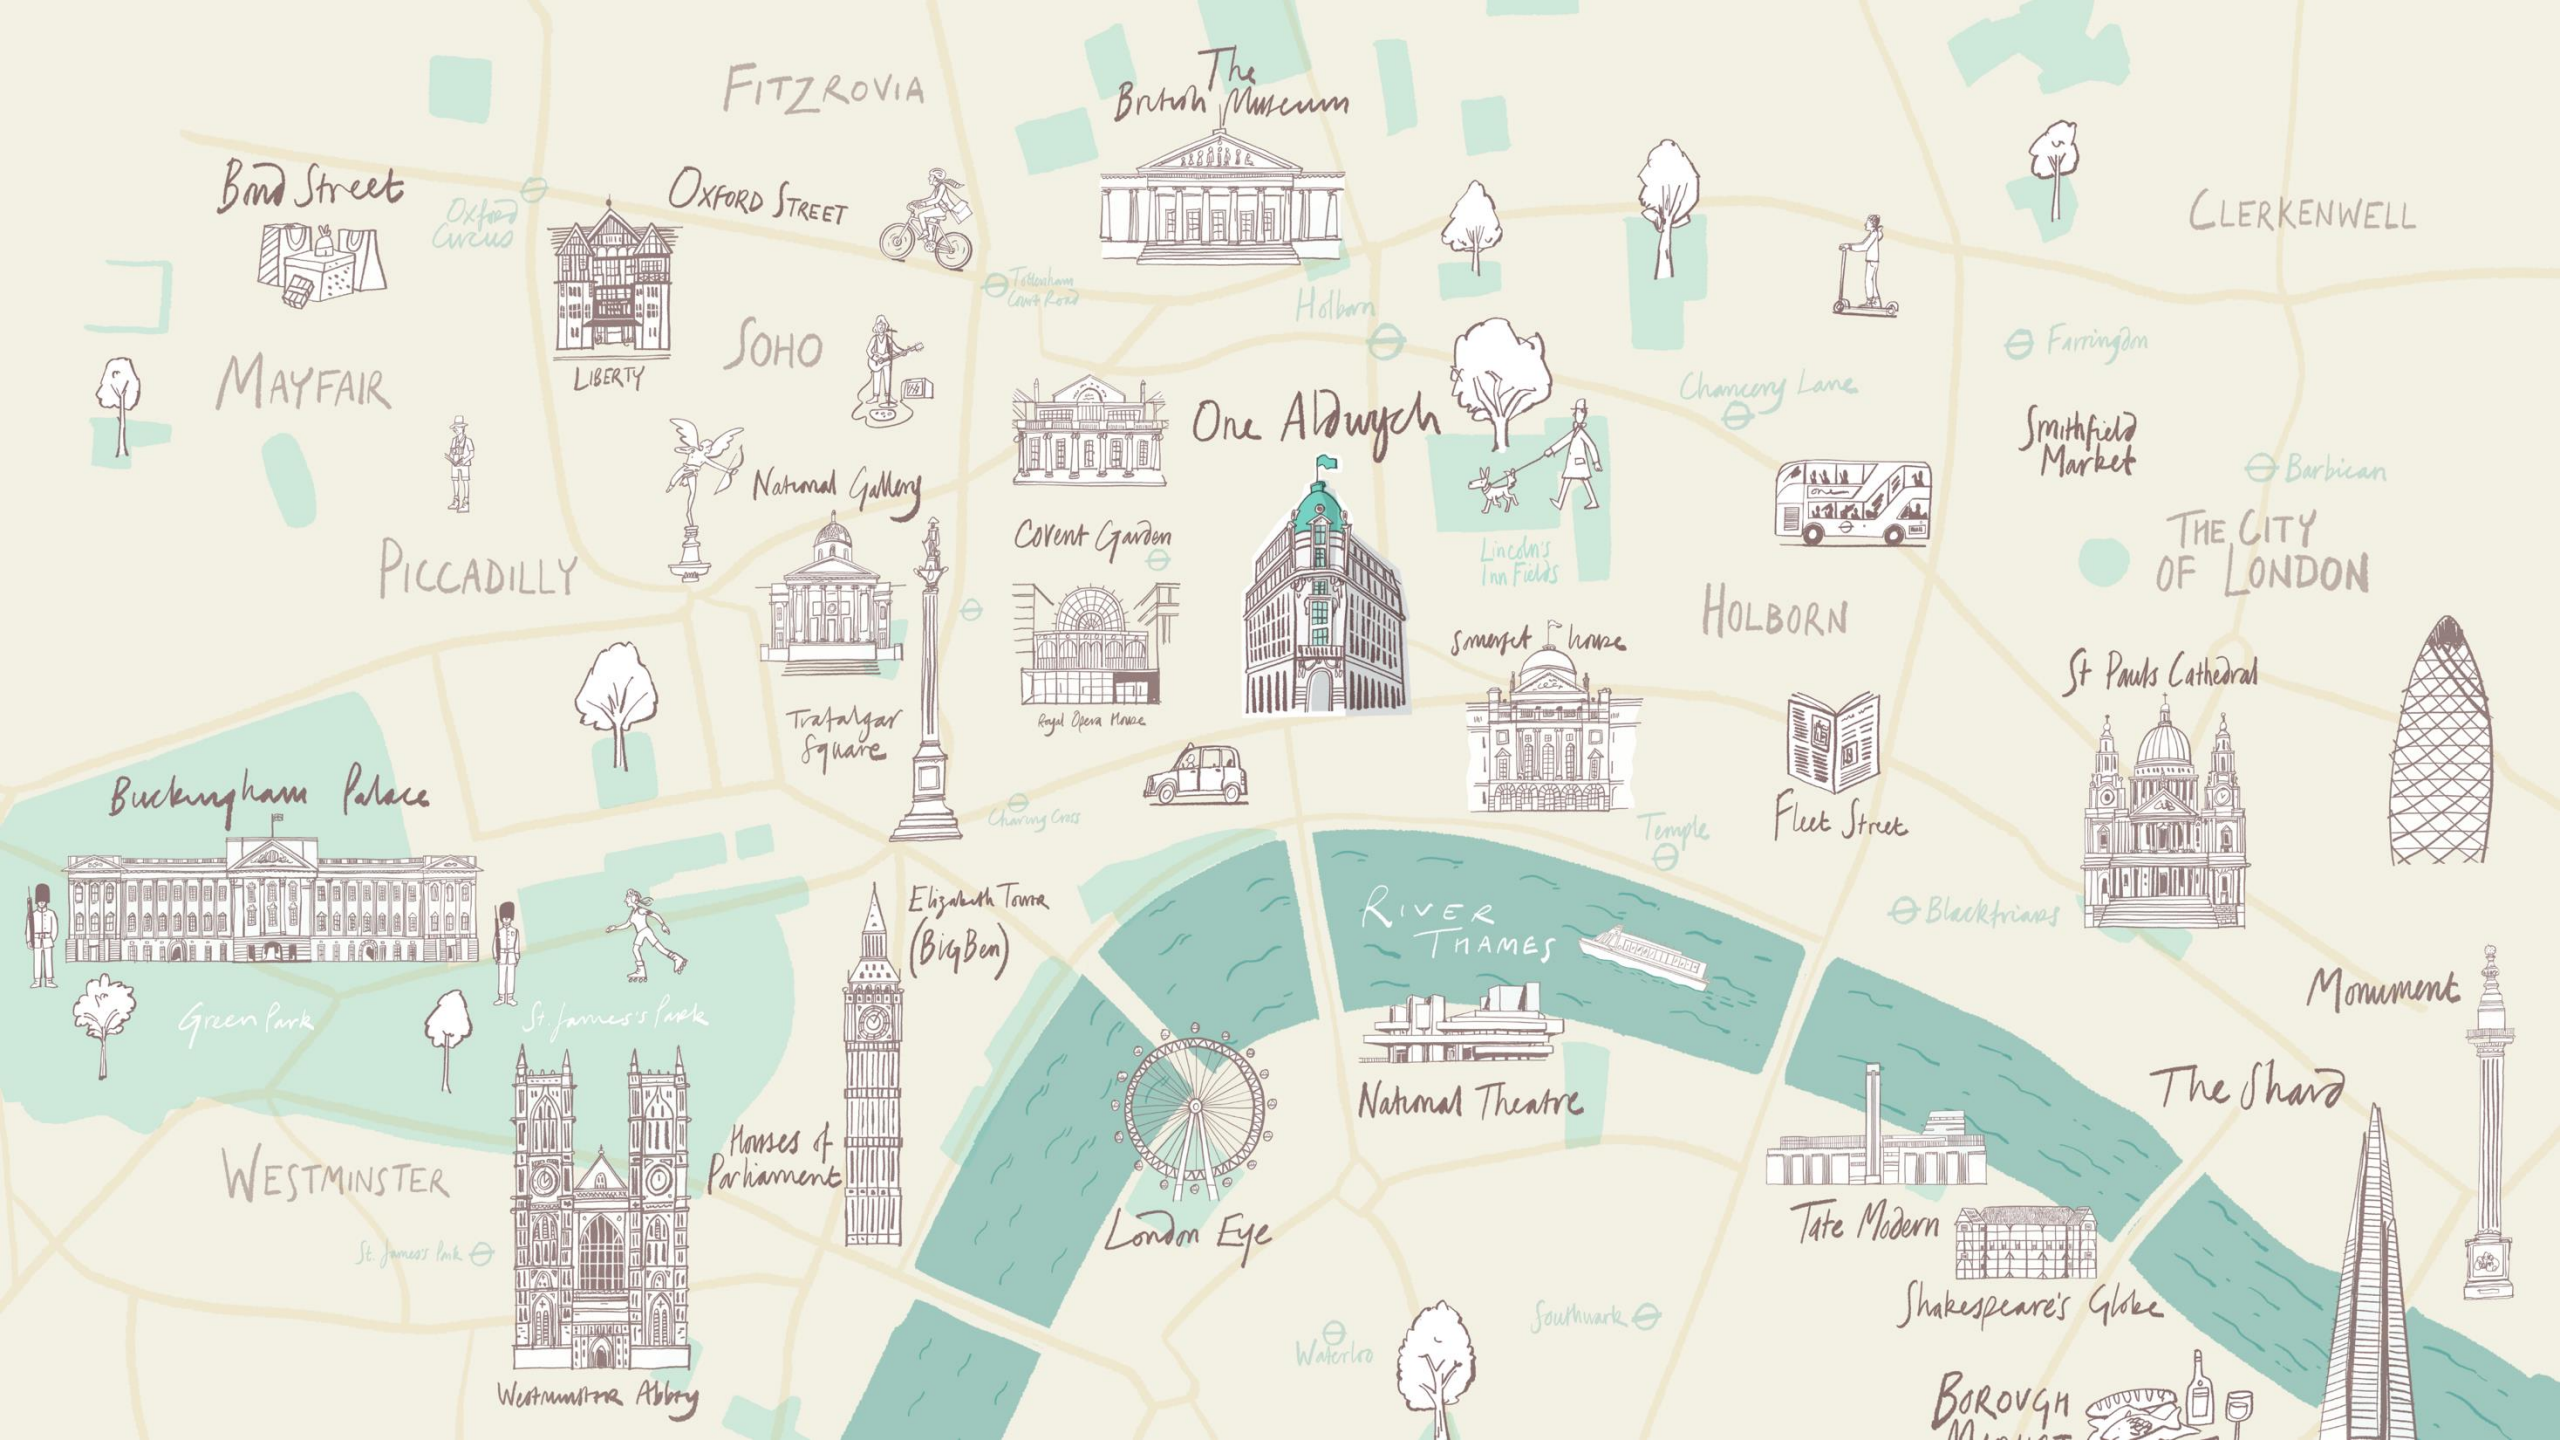 FITZROVIA
The
British Museum
Bond Street
OXFORD STREET
Oxford
Circus
CLERKENWELL
Tottenham
Court Road
Holborn
LIBERTY
SOHO
MAYFAIR
One Aldwych
Chancery Lane
Farringdon
Smithfield
Market
Barbican
National Gallery
one
Covent Garden
Lincoln's
Inn Fields
THE CITY
OF LONDON
PICCADILLY
HOLBORN
Somerset House
St Pauls Cathedral
Trafalgar
Square
Royal Opera House
Buckingham Palace
Charing Cross
Temple
Fleet Street
Elizabeth Tower
(Big Ben)
RIVER
THAMES
Blackfriars
Monument
Green Park
St. James's Park
The Shard
National Theatre
Houses of
Parliament
WESTMINSTER
London Eye
Tate Modern
St. James's Park
Shakespeare's Globe
Southwark
Waterloo
Westminster Abbey
BOROUGH
MARKET